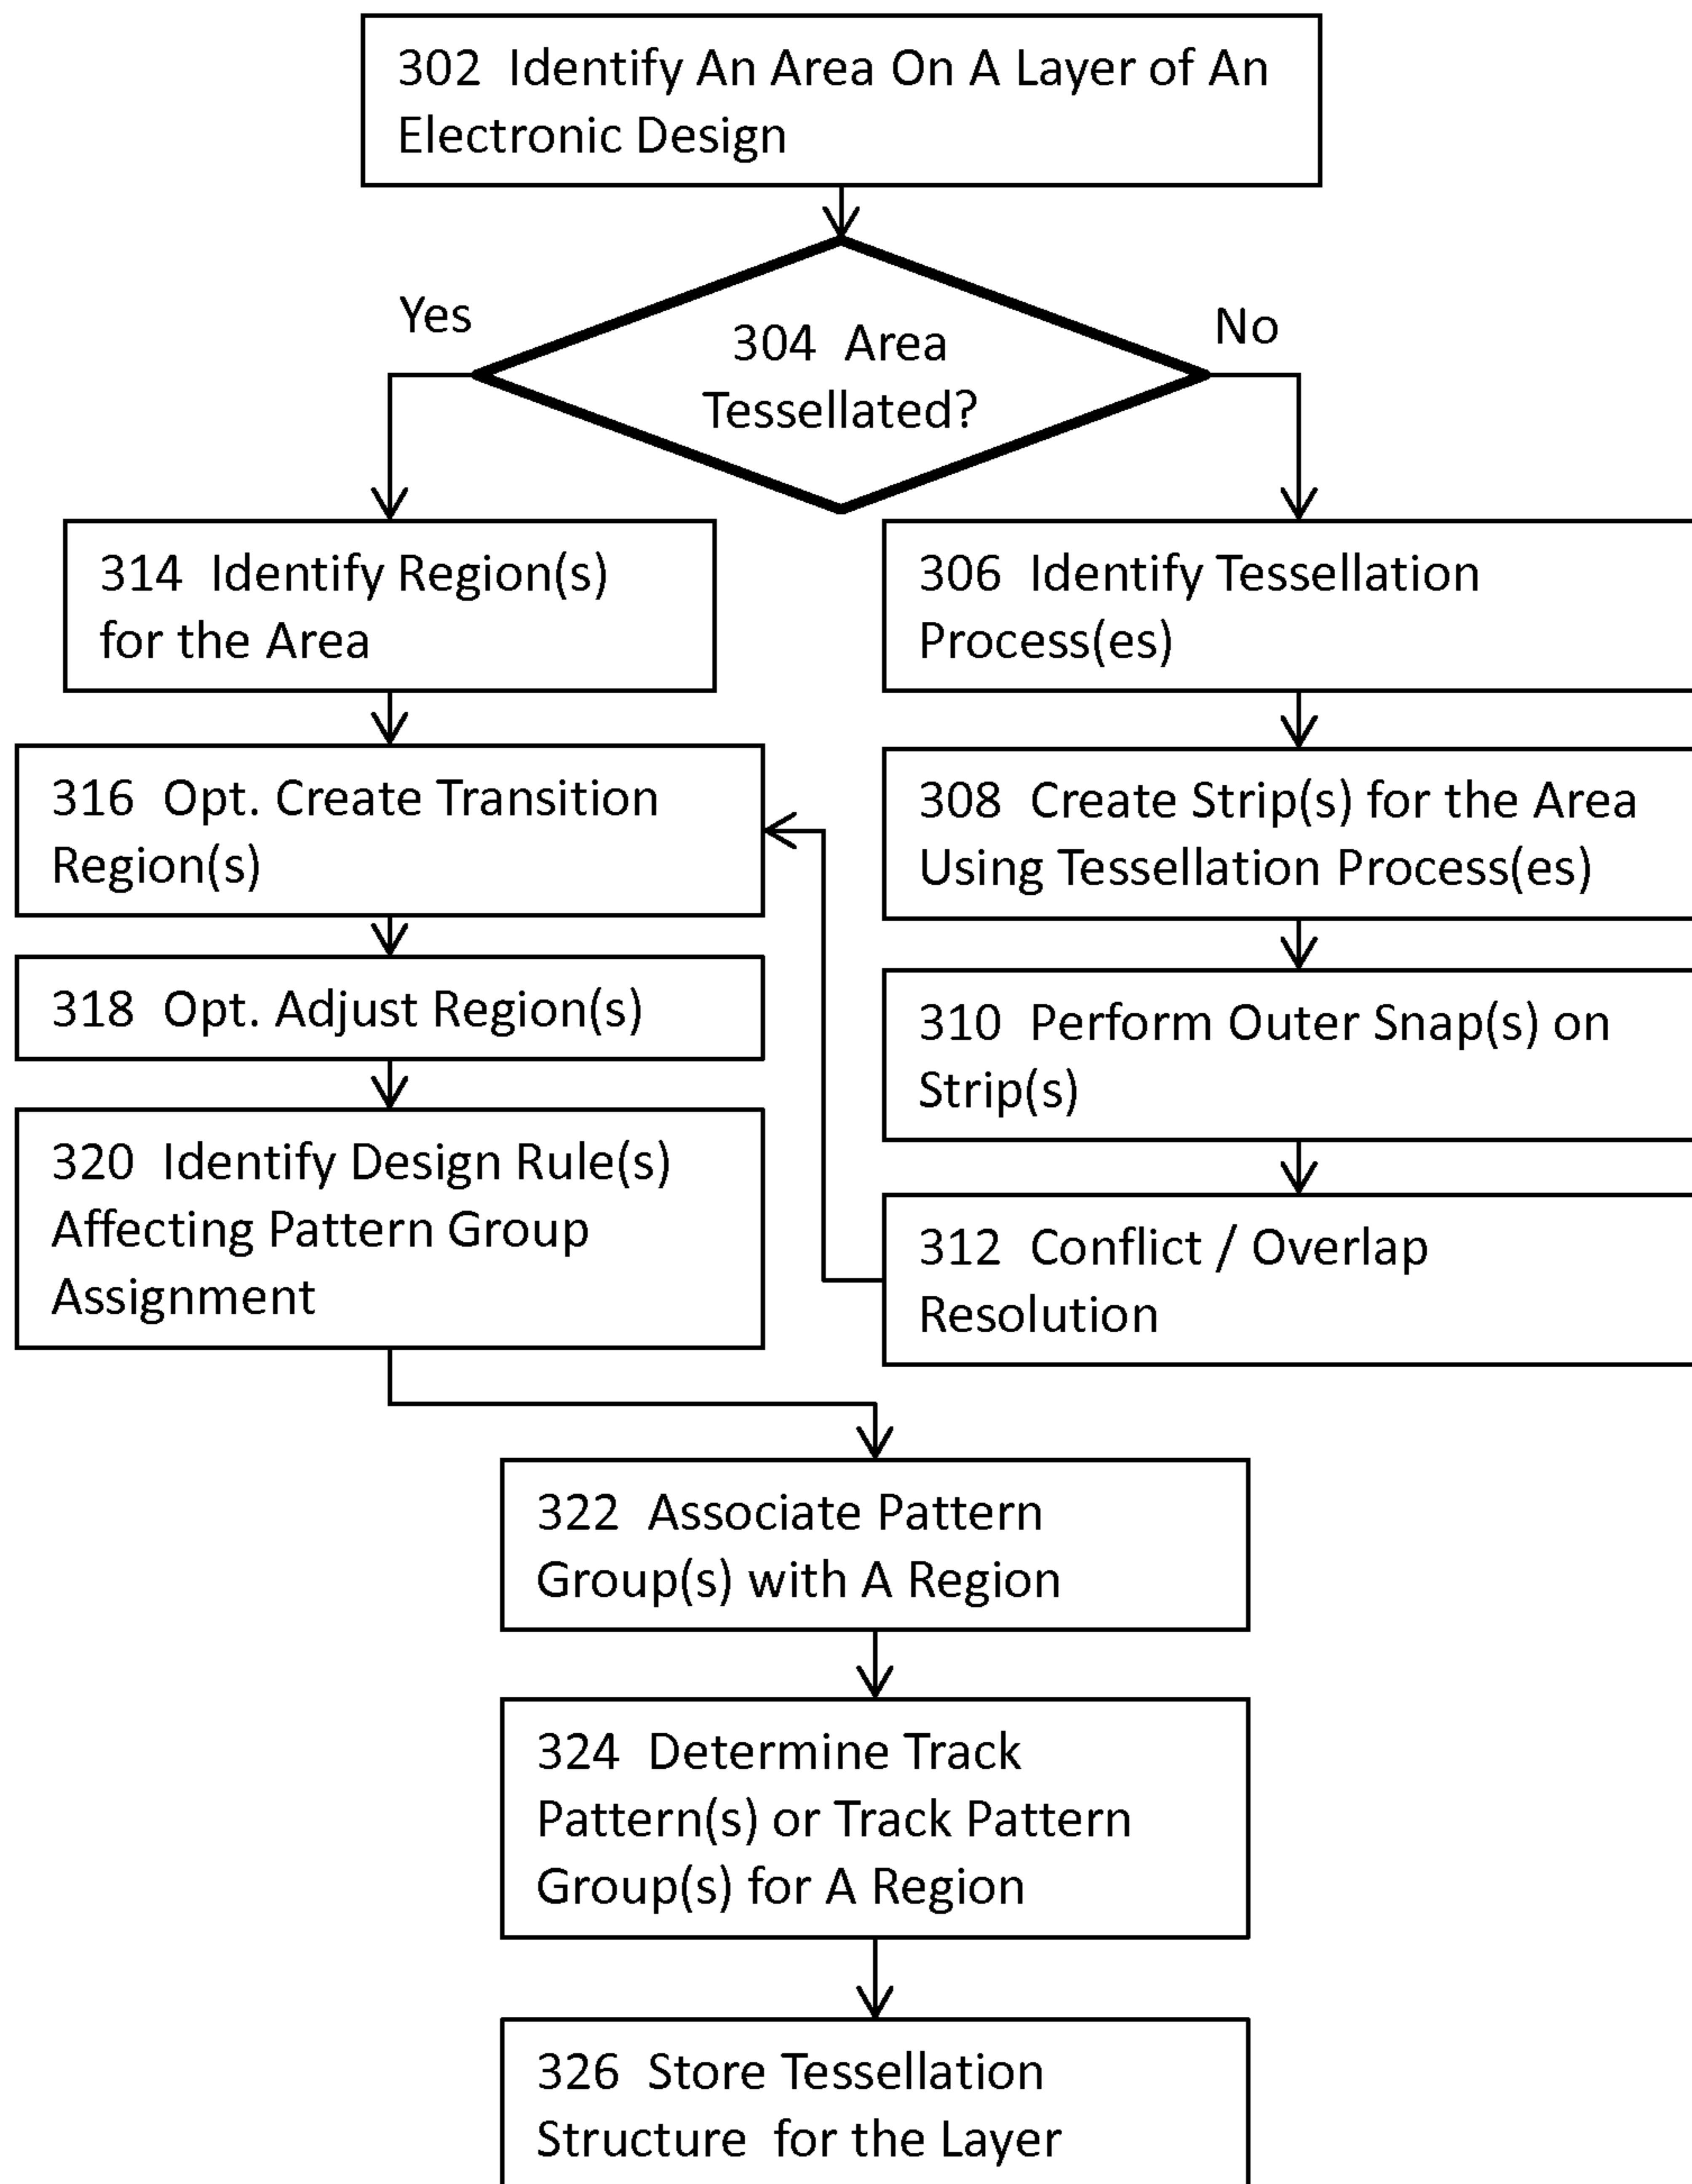 302 Identify An Area On A Layer of An
Electronic Design
Yes
No
304 Area
Tessellated?
314 Identify Region(s)
for the Area
306 Identify Tessellation
Process(es)
316 Opt. Create Transition
Region(s)
308 Create Strip(s) for the Area
Using Tessellation Process(es)
318 Opt. Adjust Region(s)
310 Perform Outer Snap(s) on
Strip(s)
320 Identify Design Rule(s)
Affecting Pattern Group
Assignment
312 Conflict / Overlap
Resolution
322 Associate Pattern
Group(s) with A Region
324 Determine Track
Pattern(s) or Track Pattern
Group(s) for A Region
326 Store Tessellation
Structure for the Layer